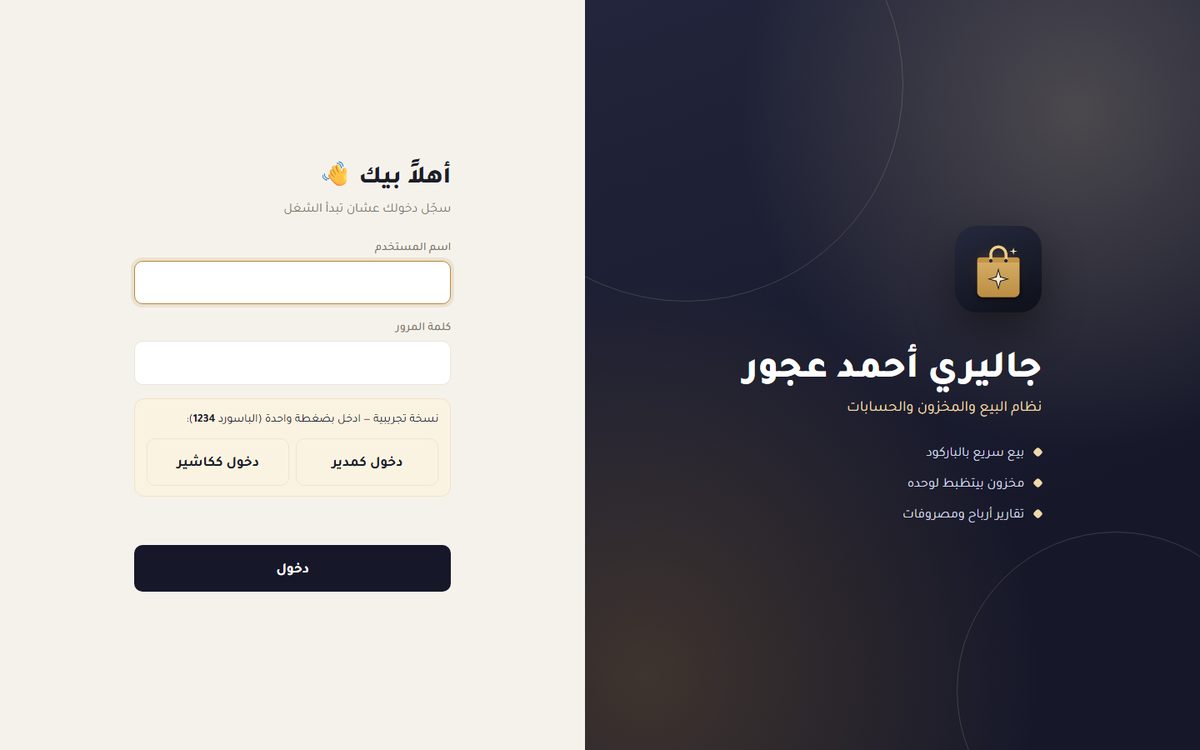 جاليري أحمد عجور
نظام البيع والمخزون والحسابات
بيع سريع بالباركود
مخزون بيتظبط لوحده
تقارير أرباح ومصروفات
أهلاً بيك 👋
سجّل دخولك عشان تبدأ الشغل
اسم المستخدم
كلمة المرور
نسخة تجريبية — ادخل بضغطة واحدة (الباسورد 1234):
دخول كمدير
دخول ككاشير
دخول